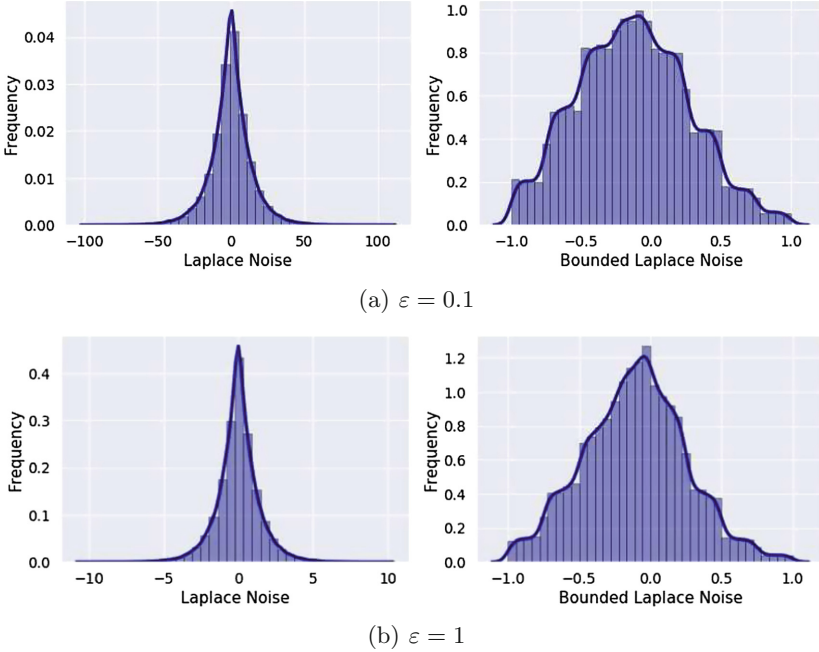 0.04
0.03
0.02
0.01
0.00
Frequency
−100 −50 0 50 100
Laplace Noise
1.0
0.8
0.6
0.4
0.2
0.0
Frequency
−1.0 −0.5 0.0 0.5 1.0
Bounded Laplace Noise
(a) ε = 0.1
0.4
0.3
0.2
0.1
0.0
Frequency
−10 −5 0 5 10
Laplace Noise
1.2
1.0
0.8
0.6
0.4
0.2
0.0
Frequency
−1.0 −0.5 0.0 0.5 1.0
Bounded Laplace Noise
(b) ε = 1